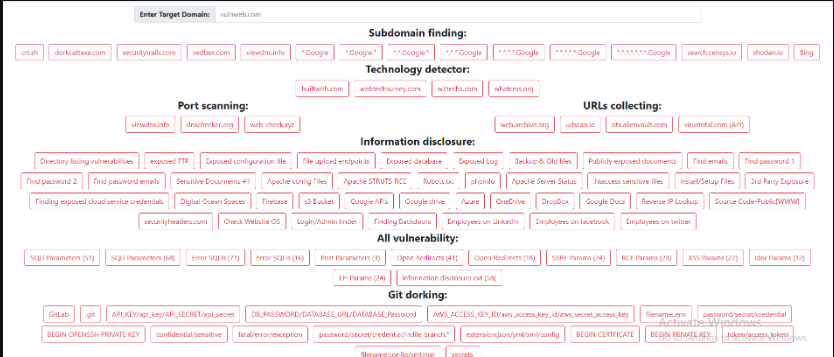 Enter Target Domain: vulnweb.com
Subdomain finding:
crt.sh dorki.attaxa.com securitytrails.com vedbex.com viewdns.info *.Google *.Google.* *.*.Google.* *.*.*.Google *.*.*.*.Google *.*.*.*.*.Google *.*.*.*.*.*.Google search.censys.io shodan.io Bing
Technology detector:
builtwith.com webtechsurvey.com w3techs.com whatcms.org
Port scanning: URLs collecting:
viewdns.info dnschecker.org web-check.xyz web.archive.org urlscan.io otx.alienvault.com virustotal.com (API)
Information disclosure:
Directory listing vulnerabilities exposed FTP Exposed configuration file File upload endpoints Exposed database Exposed Log Backup & Old files Publicly exposed documents Find emails Find password 1
Find password 2 Find password emails Sensitive Documents #1 Apache config Files Apache STRUTS RCE Robots.txt phpinfo Apache Server Status .htaccess sensitive files Install/Setup Files 3rd Party Exposure
Finding exposed cloud service credentials Digital Ocean Spaces Firebase s3 Bucket Google APIs Google drive Azure OneDrive DropBox Google Docs Reverse IP Lookup Source Code-Public[WWW]
securityheaders.com Check Website OS Login/Admin finder Finding Backdoors Employees on LinkedIn Employees on facebook Employees on twitter
All vulnerability:
SQLi Parameters (51) SQLi Parameters (68) Error SQLIs (71) Error SQLIs (16) Post Parameters (3) Open Redirects (41) Open Redirects (18) SSRF Params (24) RCE Params (23) XSS Params (27) Idor Params (12)
LFI Params (24) information disclosure ext (58)
Git dorking:
GitLab .git API_KEY/api_key/API_SECRET/api_secret DB_PASSWORD/DATABASE_URL/DATABASE_Password AWS_ACCESS_KEY_ID/aws_access_key_id/aws_secret_access_key filename:env password/secret/credential
BEGIN OPENSSH PRIVATE KEY confidential/sensitive fatal/error/exception password/secret/credential/ircfile-branch:* extension:json/yml/xml/config BEGIN CERTIFICATE BEGIN PRIVATE KEY token/access_token
filename:config/settings secrets
Activate Windows
Go to Settings to activate Windows.